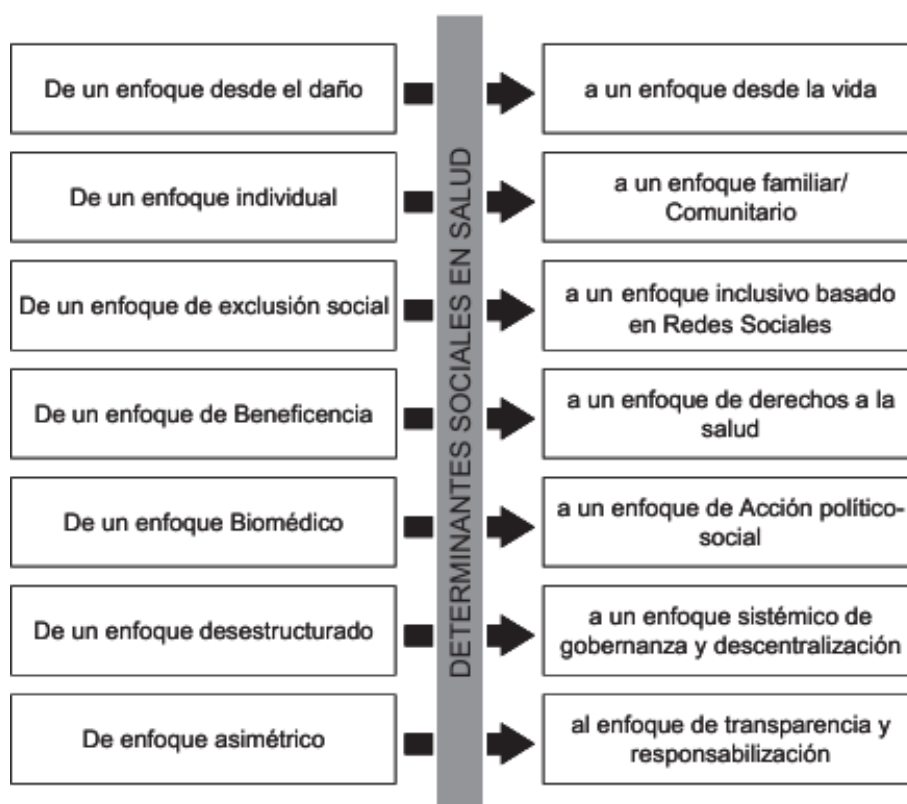 De un enfoque desde el daño
a un enfoque desde la vida
De un enfoque individual
a un enfoque familiar/
Comunitario
De un enfoque de exclusión social
a un enfoque inclusivo basado
en Redes Sociales
De un enfoque de Beneficencia
a un enfoque de derechos a la
salud
De un enfoque Biomédico
a un enfoque de Acción político-
social
De un enfoque desestructurado
a un enfoque sistémico de
gobernanza y descentralización
De enfoque asimétrico
al enfoque de transparencia y
responsabilización
DETERMINANTES SOCIALES EN SALUD